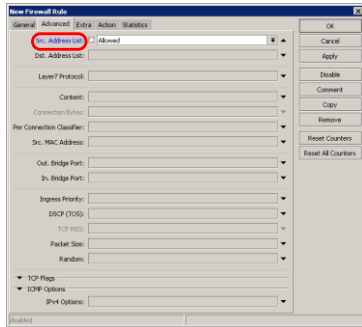 New Firewall Rule
General Advanced Extra Action Statistics
Src. Address List: Allowed
Dst. Address List:
Layer7 Protocol:
Content:
Connection Bytes:
Per Connection Classifier:
Src. MAC Address:
Out. Bridge Port:
In. Bridge Port:
Ingress Priority:
DSCP (TOS):
TCP MSS:
Packet Size:
Random:
TCP Flags
ICMP Options
IPv4 Options:
OK
Cancel
Apply
Disable
Comment
Copy
Remove
Reset Counters
Reset All Counters
disabled